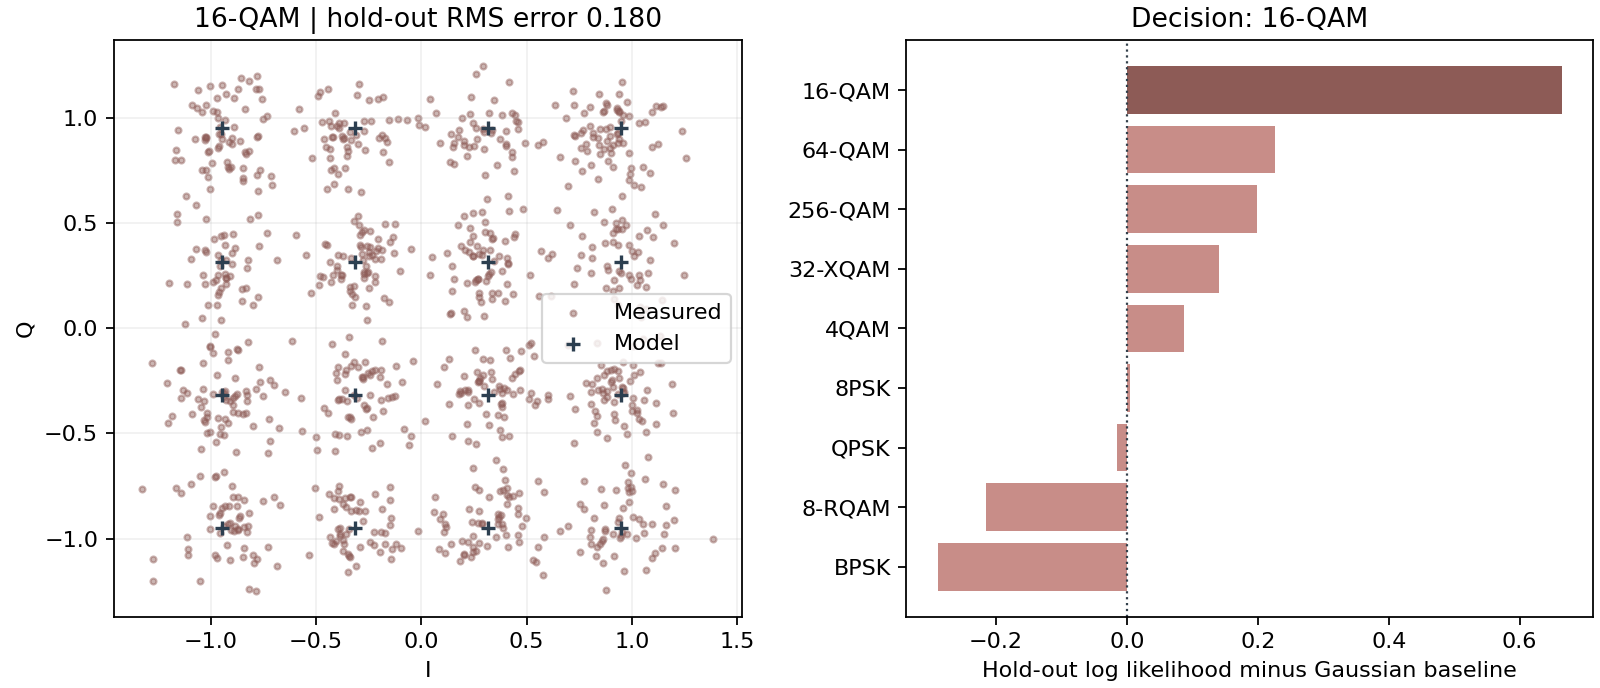 16-QAM | hold-out RMS error 0.180
1.0
0.5
0.0
−0.5
−1.0
Q
−1.0
−0.5
0.0
0.5
1.0
1.5
I
Measured
Model
Decision: 16-QAM
16-QAM
64-QAM
256-QAM
32-XQAM
4QAM
8PSK
QPSK
8-RQAM
BPSK
−0.2
0.0
0.2
0.4
0.6
Hold-out log likelihood minus Gaussian baseline